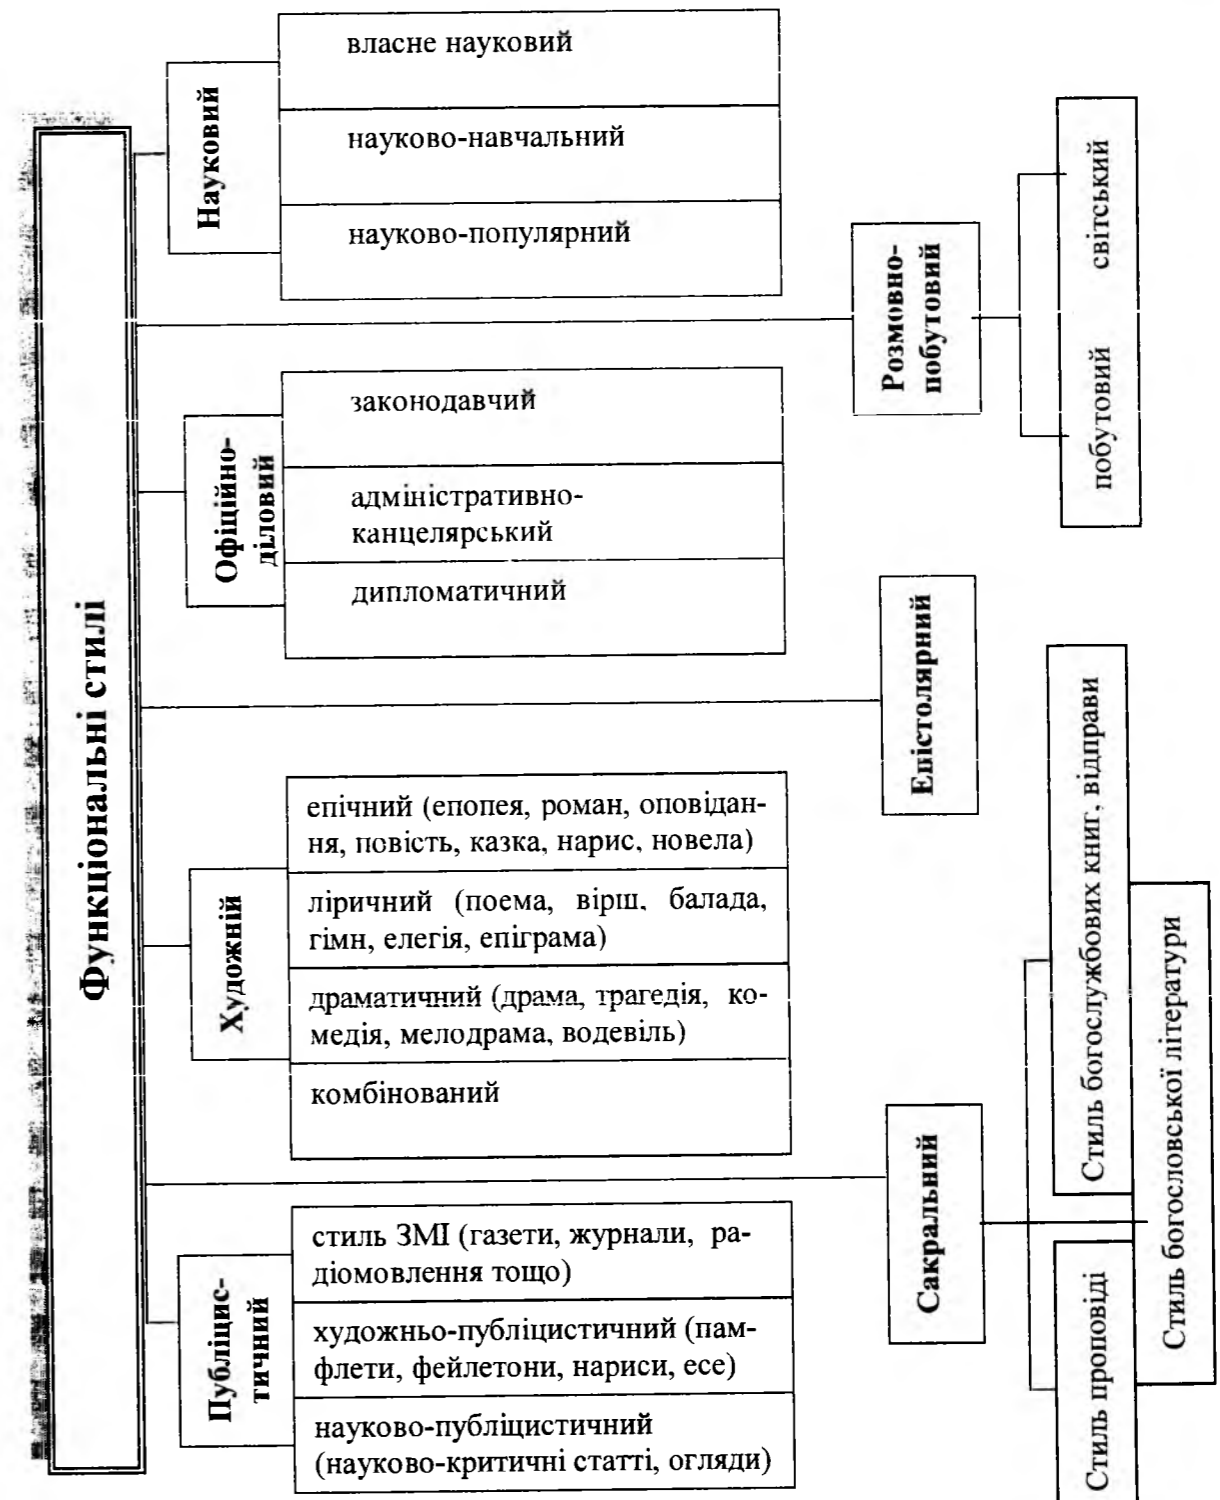 Функціональні стилі
Науковий
власне науковий
науково-навчальний
науково-популярний
Розмовно-
побутовий
світський
побутовий
Офіційно-
діловий
законодавчий
адміністративно-
канцелярський
дипломатичний
Епістолярний
Художній
епічний (епопея, роман, оповідан-
ня, повість, казка, нарис, новела)
ліричний (поема, вірш, балада,
гімн, елегія, епіграма)
драматичний (драма, трагедія, ко-
медія, мелодрама, водевіль)
комбінований
Сакральний
Стиль богослужбових книг, відправи
Стиль богословської літератури
Стиль проповіді
Публіцис-
тичний
стиль ЗМІ (газети, журнали, ра-
діомовлення тощо)
художньо-публіцистичний (пам-
флети, фейлетони, нариси, есе)
науково-публіцистичний
(науково-критичні статті, огляди)